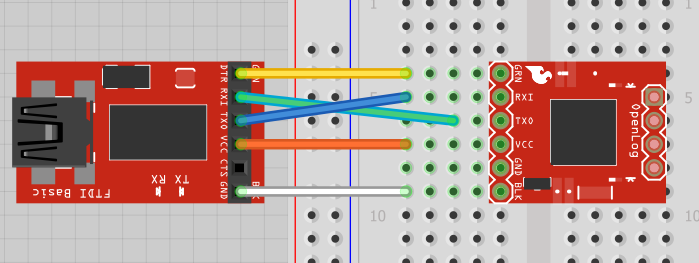 1
1
DTR
GRN
RXI
TXO
VCC
CTS
GND
BLK
FTDI Basic
RX
TX
GRN
RXI
TXO
VCC
GND
BLK
OpenLog
5
10
10